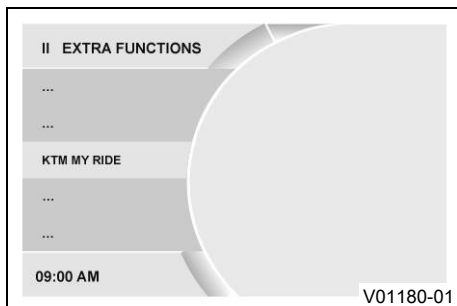 II EXTRA FUNCTIONS
...
...
KTM MY RIDE
...
...
09:00 AM
V01180-01